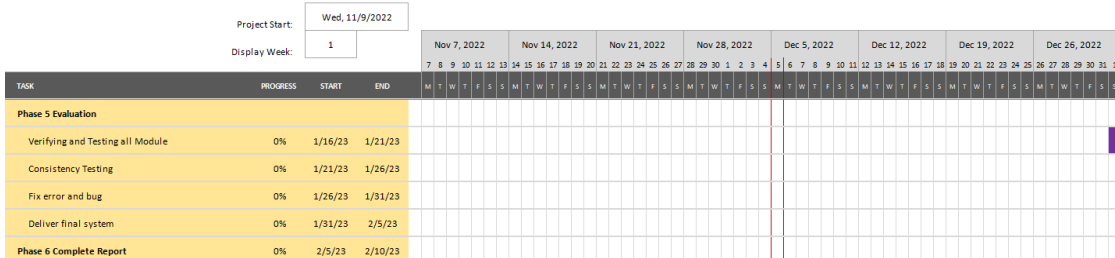 Project Start: Wed, 11/9/2022
Display Week: 1
Nov 7, 2022 Nov 14, 2022 Nov 21, 2022 Nov 28, 2022 Dec 5, 2022 Dec 12, 2022 Dec 19, 2022 Dec 26, 2022
7 8 9 10 11 12 13 14 15 16 17 18 19 20 21 22 23 24 25 26 27 28 29 30 1 2 3 4 5 6 7 8 9 10 11 12 13 14 15 16 17 18 19 20 21 22 23 24 25 26 27 28 29 30 31 1
TASK PROGRESS START END M T W T F S S M T W T F S S M T W T F S S M T W T F S S M T W T F S S M T W T F S S M T W T F S S M T W T F S S
Phase 5 Evaluation
Verifying and Testing all Module 0% 1/16/23 1/21/23
Consistency Testing 0% 1/21/23 1/26/23
Fix error and bug 0% 1/26/23 1/31/23
Deliver final system 0% 1/31/23 2/5/23
Phase 6 Complete Report 0% 2/5/23 2/10/23